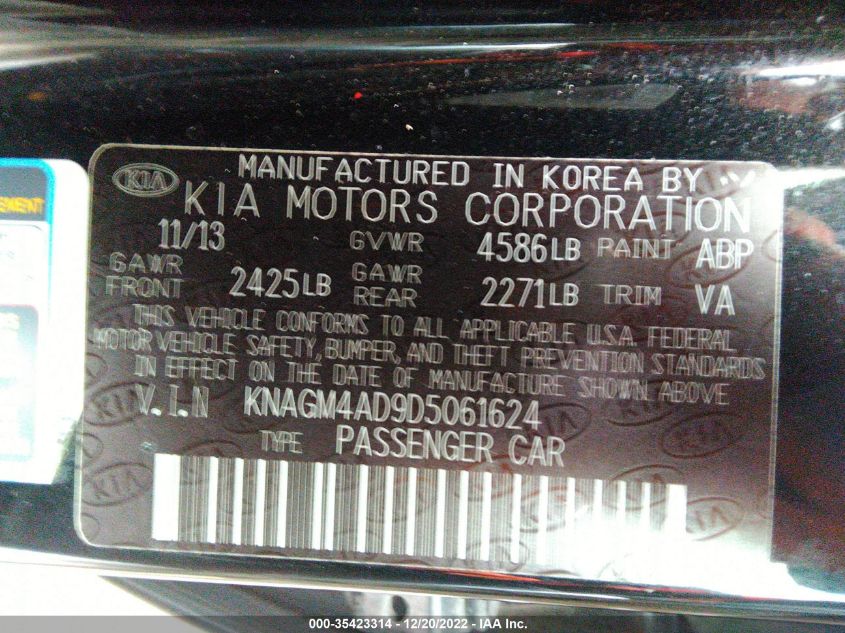 EMENT
KIA
MANUFACTURED IN KOREA BY
KIA MOTORS CORPORATION
11/13 GVWR 4586LB PAINT ABP
GAWR FRONT 2425LB GAWR REAR 2271LB TRIM VA
THIS VEHICLE CONFORMS TO ALL APPLICABLE U.S.A. FEDERAL
MOTOR VEHICLE SAFETY, BUMPER, AND THEFT PREVENTION STANDARDS
IN EFFECT ON THE DATE OF MANUFACTURE SHOWN ABOVE
V.I.N KNAGM4AD9D5061624
TYPE PASSENGER CAR
000-35423314 - 12/20/2022 - IAA Inc.